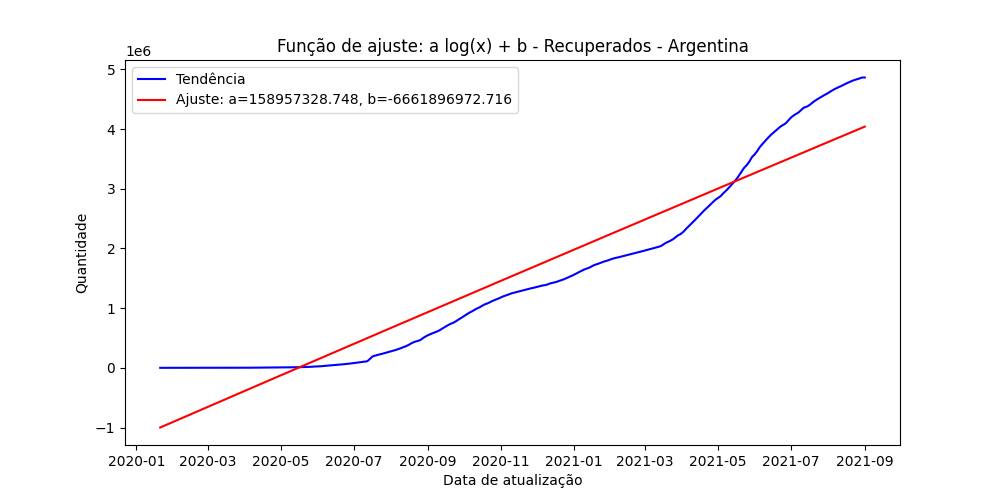 Função de ajuste: a log(x) + b - Recuperados - Argentina
1e6
Tendência
Ajuste: a=158957328.748, b=-6661896972.716
5
4
3
2
1
0
−1
Quantidade
2020-01 2020-03 2020-05 2020-07 2020-09 2020-11 2021-01 2021-03 2021-05 2021-07 2021-09
Data de atualização